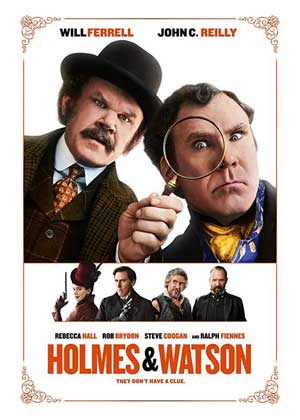 WILL FERRELL JOHN C. REILLY
REBECCA HALL ROB BRYDON STEVE COOGAN AND RALPH FIENNES
HOLMES & WATSON
THEY DON'T HAVE A CLUE.